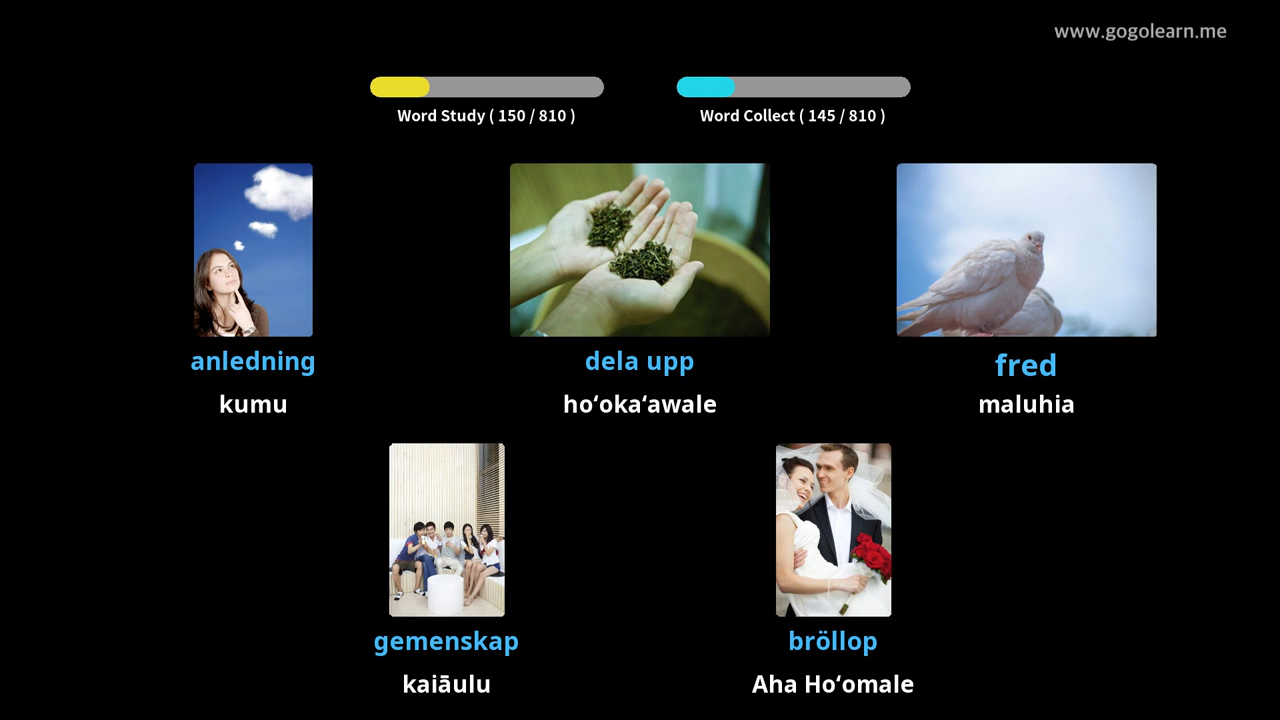 www.gogolearn.me
Word Study ( 150 / 810 )
Word Collect ( 145 / 810 )
anledning
dela upp
fred
kumu
hoʻokaʻawale
maluhia
gemenskap
bröllop
kaiāulu
Aha Hoʻomale